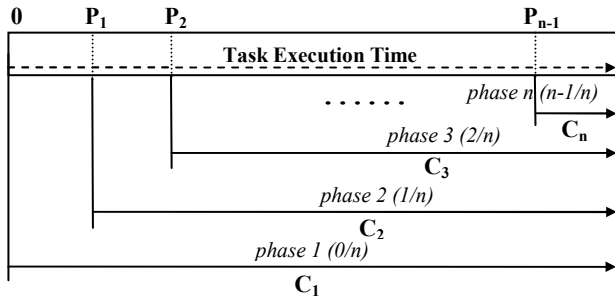 0 P1 P2 Pn-1
Task Execution Time
......
phase n (n-1/n)
Cn
phase 3 (2/n)
C3
phase 2 (1/n)
C2
phase 1 (0/n)
C1